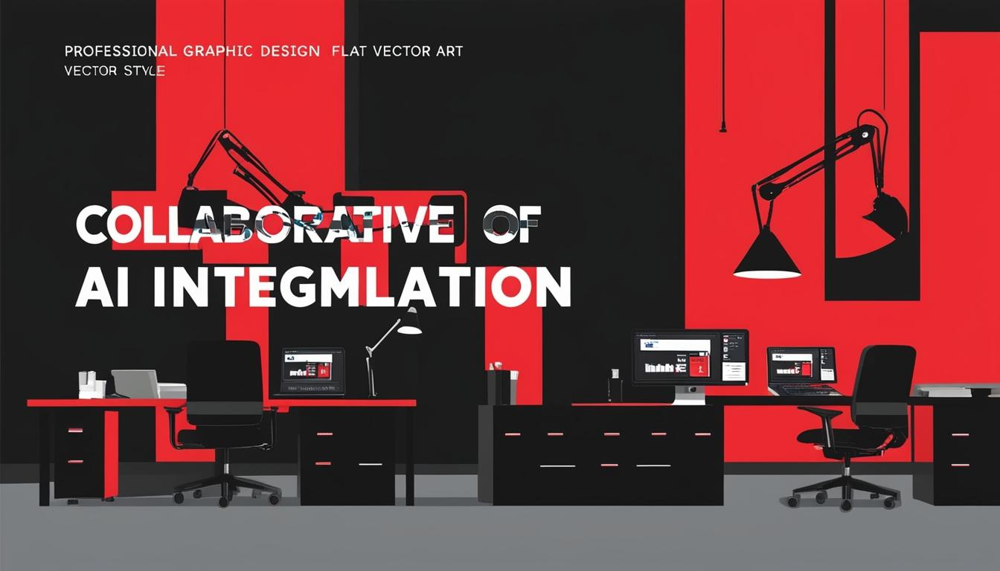 PROFESSIONAL GRAPHIC DESIGN FLAT VECTOR ART
VECTOR STYLE
COLLABORATIVE OF
AI INTEGMLATION